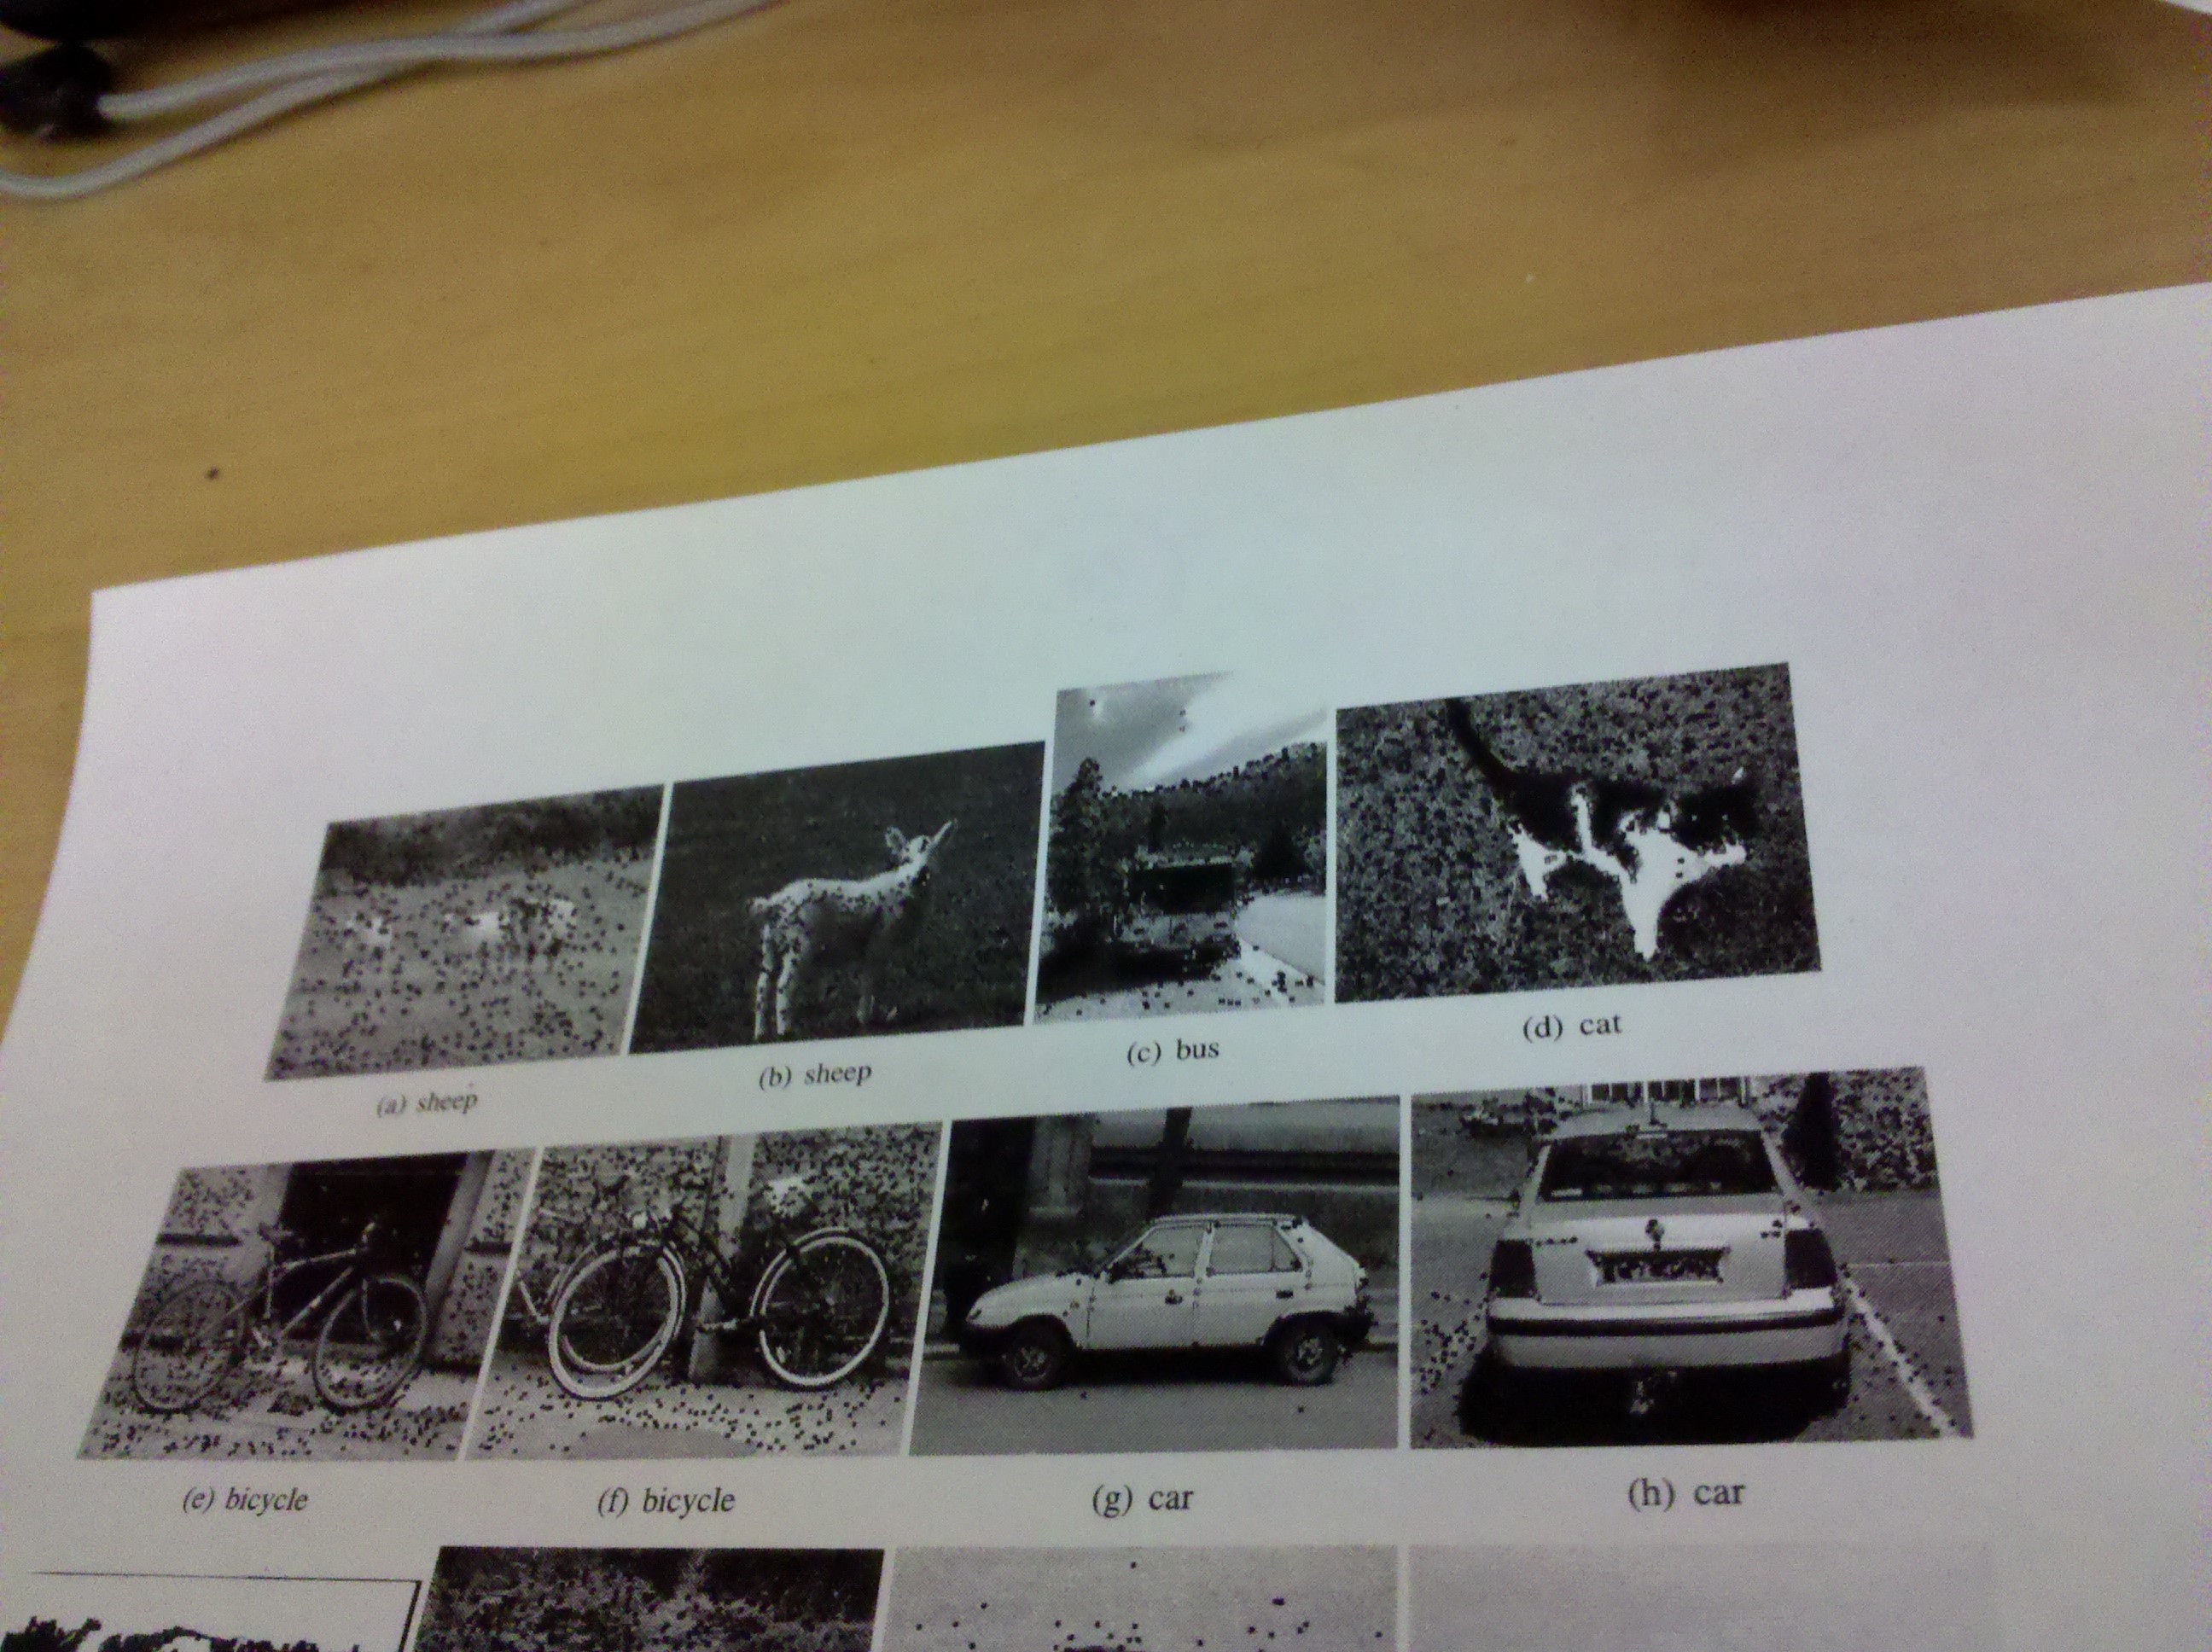 (a) sheep
(b) sheep
(c) bus
(d) cat
(e) bicycle
(f) bicycle
(g) car
(h) car